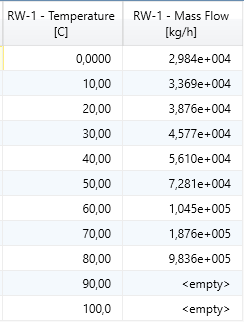 RW-1 - Temperature [C] RW-1 - Mass Flow [kg/h]
0,0000 2,984e+004
10,00 3,369e+004
20,00 3,876e+004
30,00 4,577e+004
40,00 5,610e+004
50,00 7,281e+004
60,00 1,045e+005
70,00 1,876e+005
80,00 9,836e+005
90,00 <empty>
100,0 <empty>